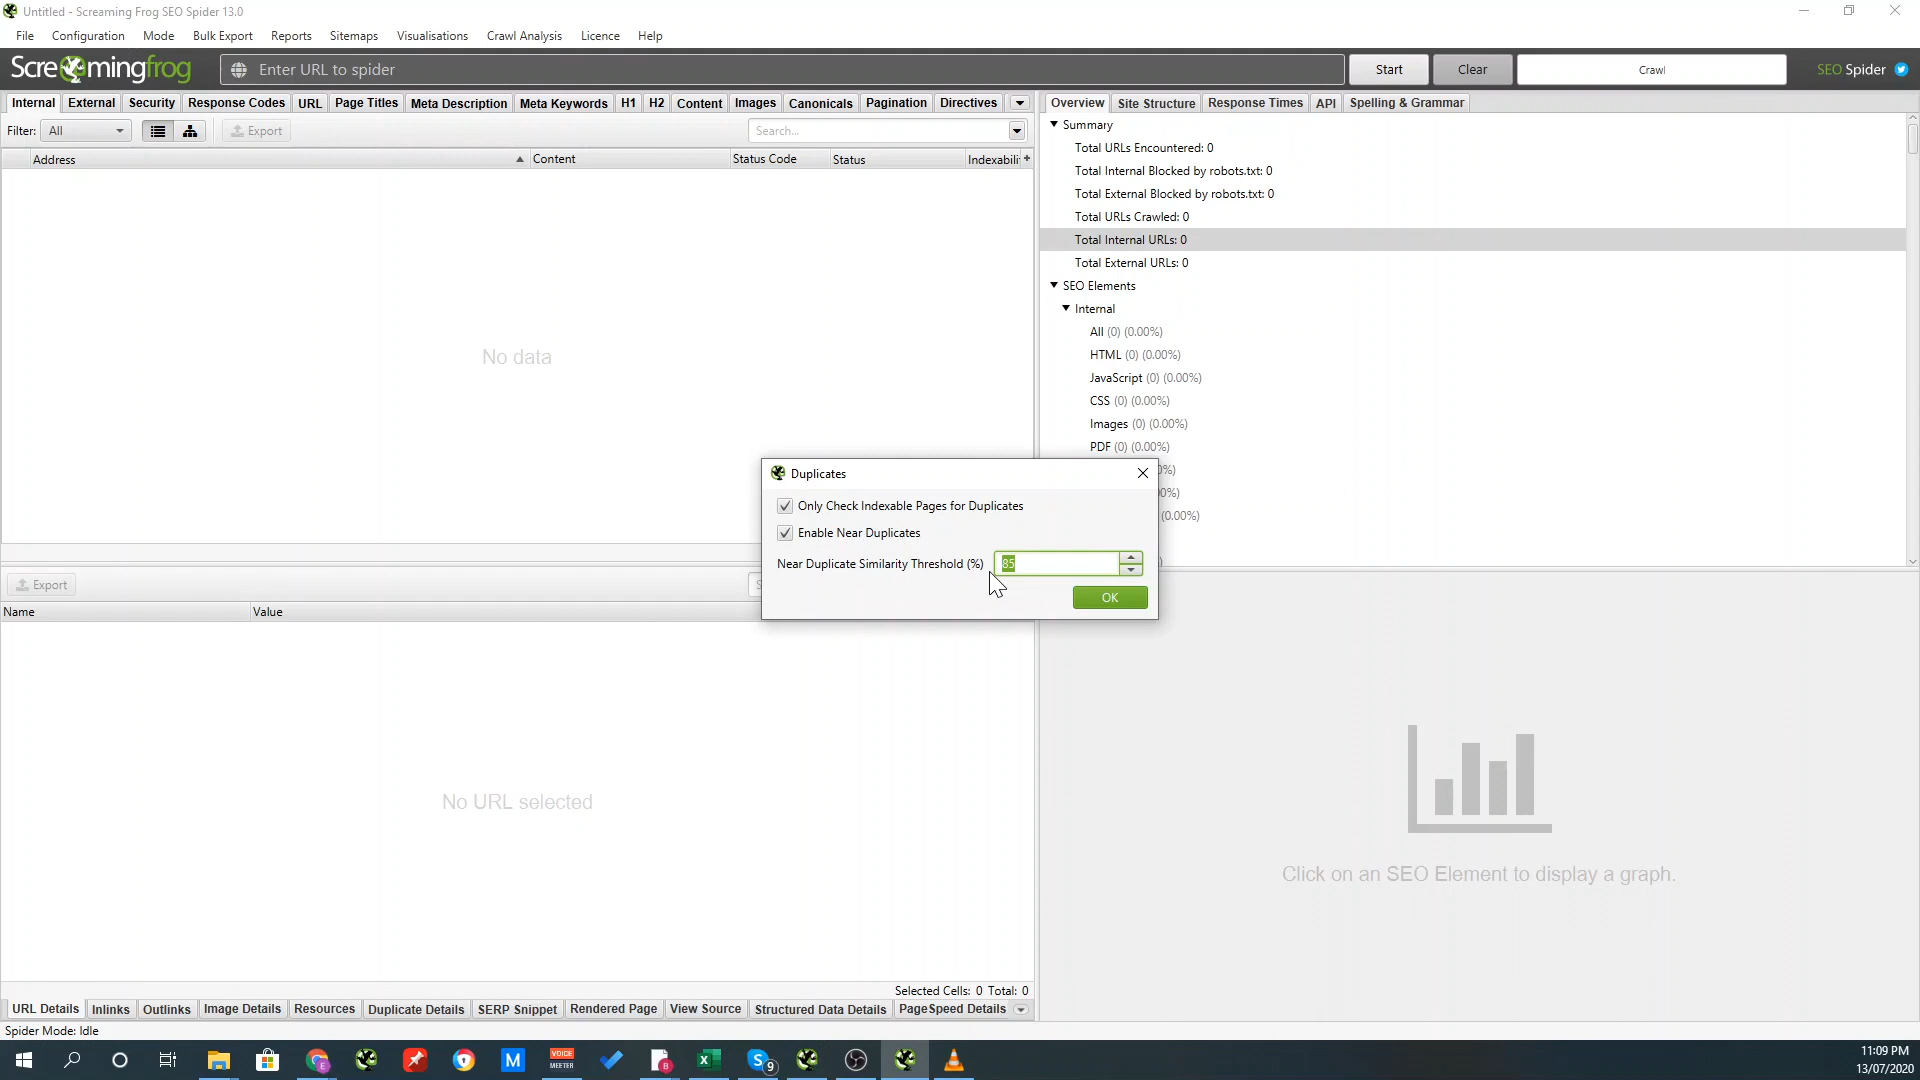 Untitled - Screaming Frog SEO Spider 13.0
File Configuration Mode Bulk Export Reports Sitemaps Visualisations Crawl Analysis Licence Help
Screamingfrog Enter URL to spider Start Clear Crawl SEO Spider
Internal External Security Response Codes URL Page Titles Meta Description Meta Keywords H1 H2 Content Images Canonicals Pagination Directives
Overview Site Structure Response Times API Spelling & Grammar
Filter: All Export Search...
Address Content Status Code Status Indexabili +
No data
Summary
Total URLs Encountered: 0
Total Internal Blocked by robots.txt: 0
Total External Blocked by robots.txt: 0
Total URLs Crawled: 0
Total Internal URLs: 0
Total External URLs: 0
SEO Elements
Internal
All (0) (0.00%)
HTML (0) (0.00%)
JavaScript (0) (0.00%)
CSS (0) (0.00%)
Images (0) (0.00%)
PDF (0) (0.00%)
0%)
00%)
(0.00%)
Duplicates
Only Check Indexable Pages for Duplicates
Enable Near Duplicates
Near Duplicate Similarity Threshold (%) 85
OK
Export
Name Value
No URL selected
Click on an SEO Element to display a graph.
Selected Cells: 0 Total: 0
URL Details Inlinks Outlinks Image Details Resources Duplicate Details SERP Snippet Rendered Page View Source Structured Data Details PageSpeed Details
Spider Mode: Idle
M
VOICE
MEETER
9
11:09 PM
13/07/2020